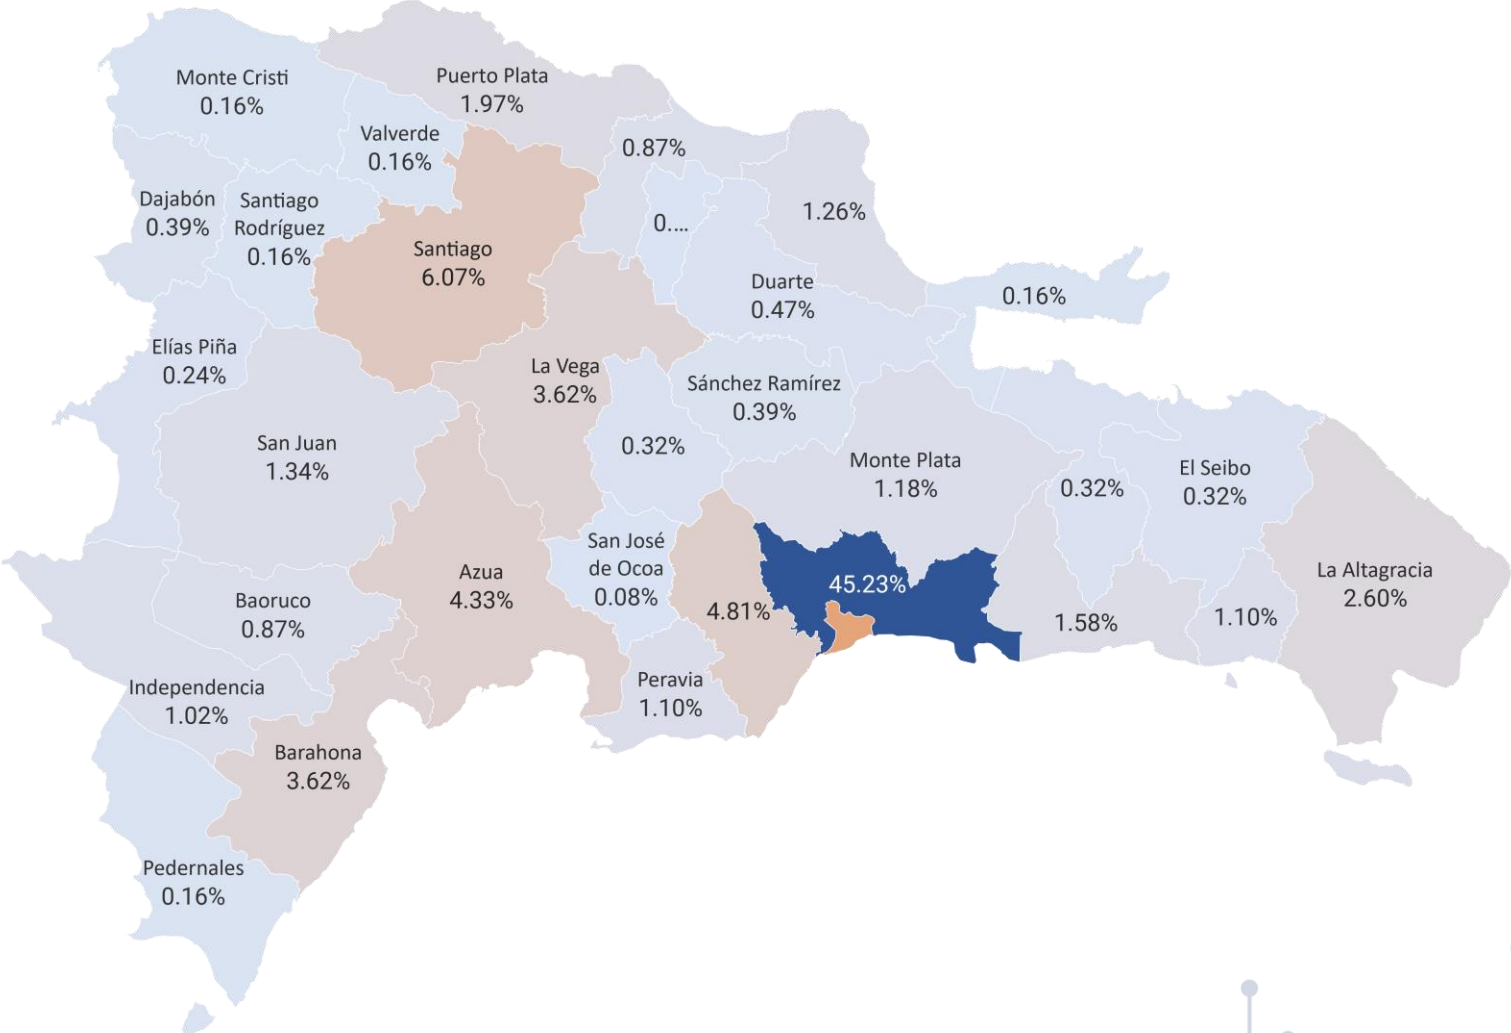 Monte Cristi
0.16%
Puerto Plata
1.97%
Valverde
0.16%
0.87%
Dajabón
0.39%
Santiago
Rodríguez
0.16%
Santiago
6.07%
0....
1.26%
Duarte
0.47%
0.16%
Elías Piña
0.24%
La Vega
3.62%
Sánchez Ramírez
0.39%
San Juan
1.34%
0.32%
Monte Plata
1.18%
0.32%
El Seibo
0.32%
San José
de Ocoa
0.08%
Azua
4.33%
45.23%
La Altagracia
2.60%
Baoruco
0.87%
4.81%
1.58%
1.10%
Independencia
1.02%
Peravia
1.10%
Barahona
3.62%
Pedernales
0.16%